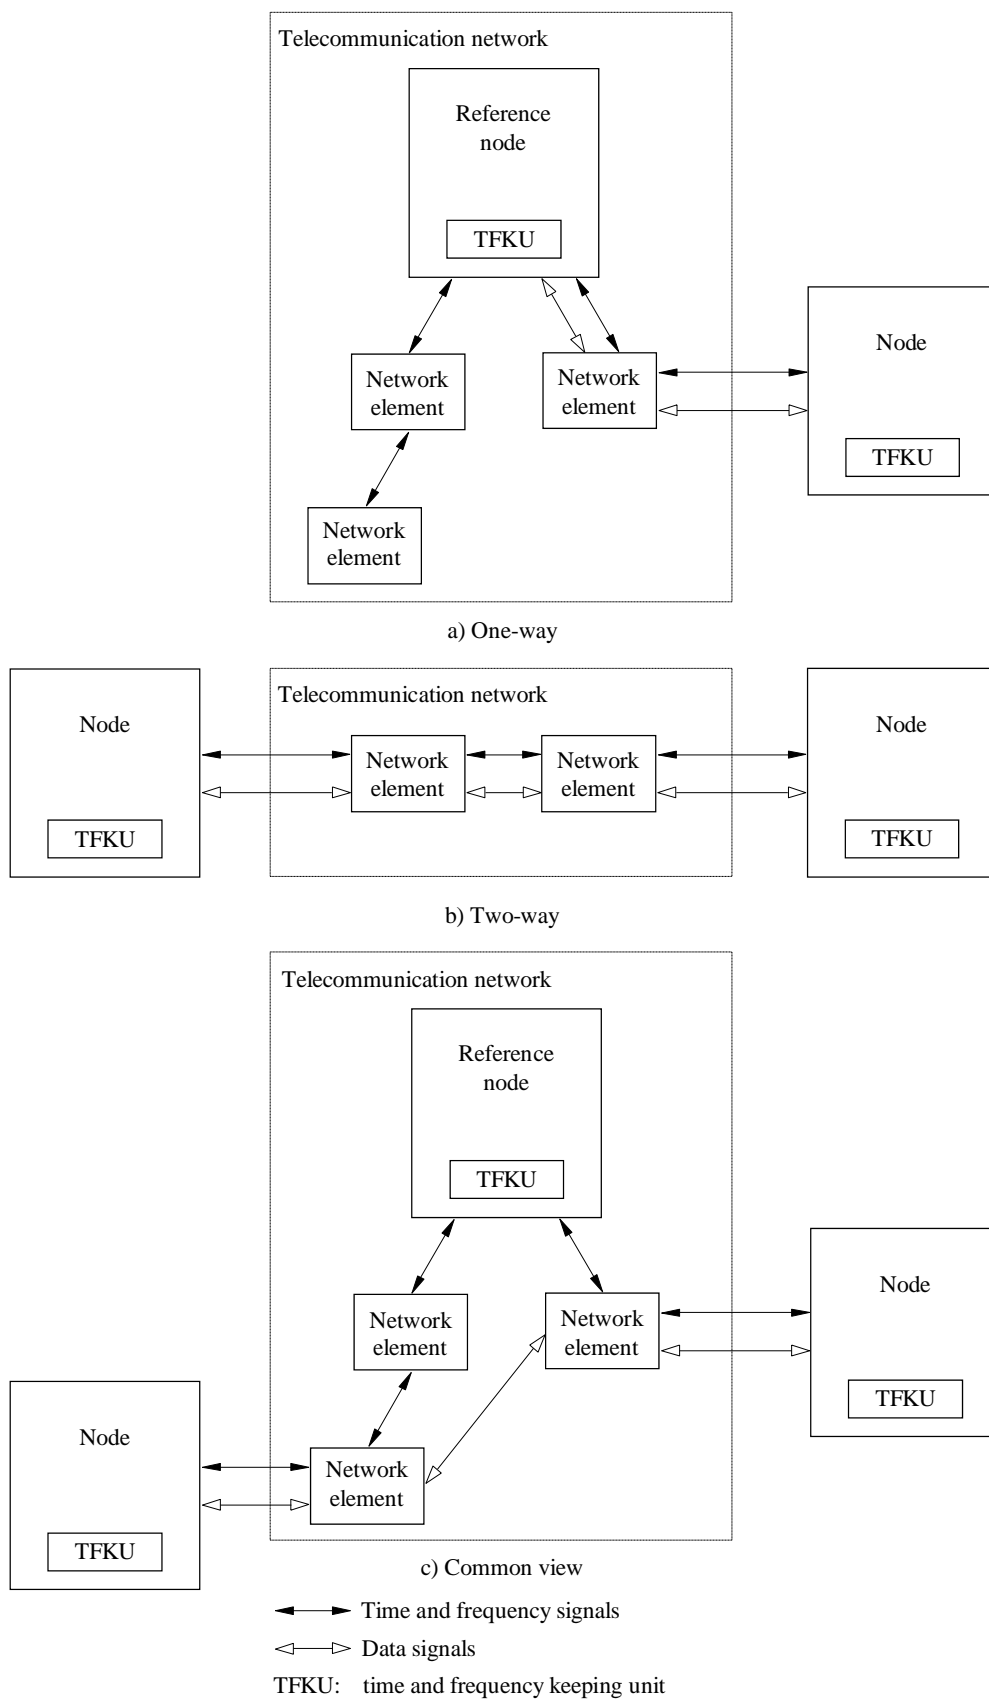 Telecommunication network
Reference
node
TFKU
Network
element
Network
element
Node
TFKU
Network
element
a) One-way
Node
TFKU
Telecommunication network
Network
element
Network
element
Node
TFKU
b) Two-way
Telecommunication network
Reference
node
TFKU
Network
element
Network
element
Node
TFKU
Node
TFKU
Network
element
c) Common view
Time and frequency signals
Data signals
TFKU: time and frequency keeping unit